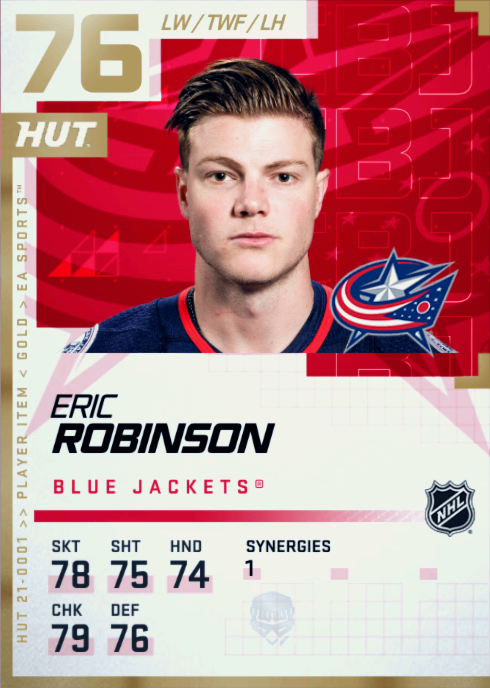 76
LW / TWF / LH
HUT
HUT 21-0001 >> PLAYER ITEM < GOLD > EA SPORTS™
CBJ
ERIC
ROBINSON
BLUE JACKETS®
NHL
SKT SHT HND SYNERGIES
78 75 74 1
CHK DEF
79 76